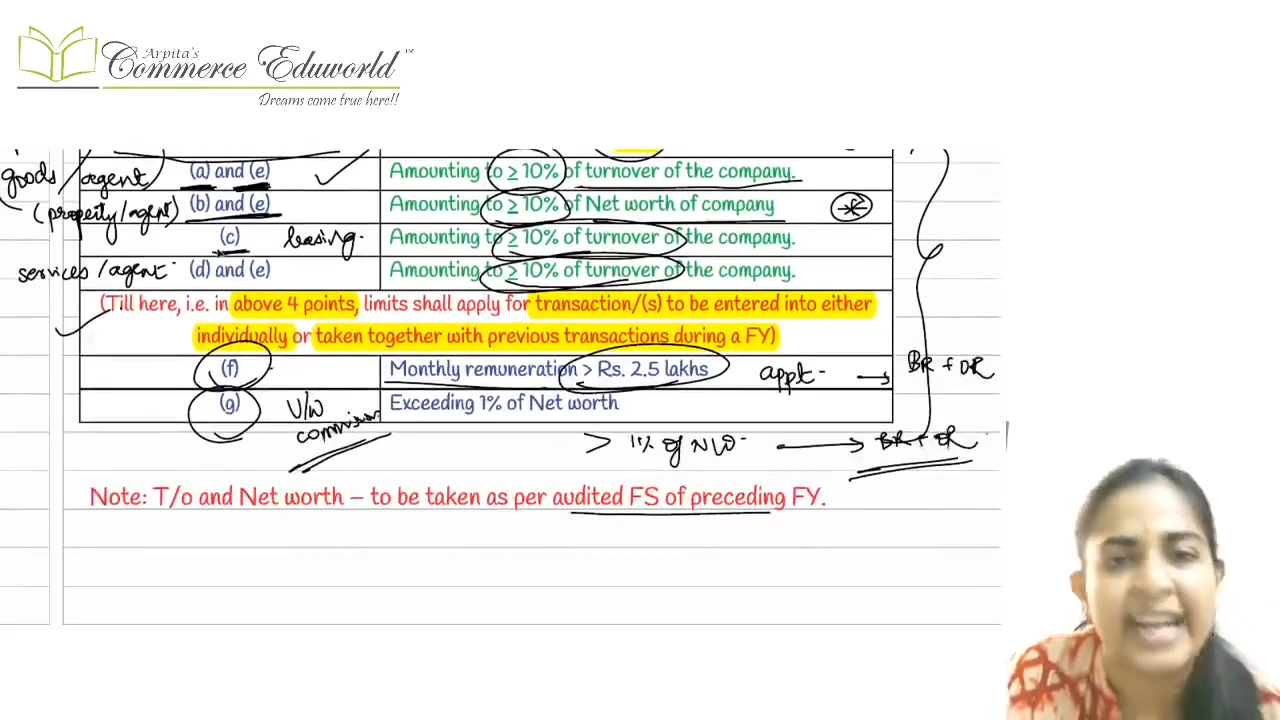 Arpita's
Commerce Eduworld™
Dreams come true here!!
goods/agent (a) and (e) Amounting to ≥ 10% of turnover of the company.
(property/agent) (b) and (e) Amounting to ≥ 10% of Net worth of company
(c) leasing Amounting to ≥ 10% of turnover of the company.
services/agent (d) and (e) Amounting to ≥ 10% of turnover of the company.
(Till here, i.e. in above 4 points, limits shall apply for transaction/(s) to be entered into either
individually or taken together with previous transactions during a FY)
(f) Monthly remuneration > Rs. 2.5 lakhs appt → BR + OR
(g) U/W commission Exceeding 1% of Net worth
> 1% of N/W → BR + OR
Note: T/o and Net worth – to be taken as per audited FS of preceding FY.